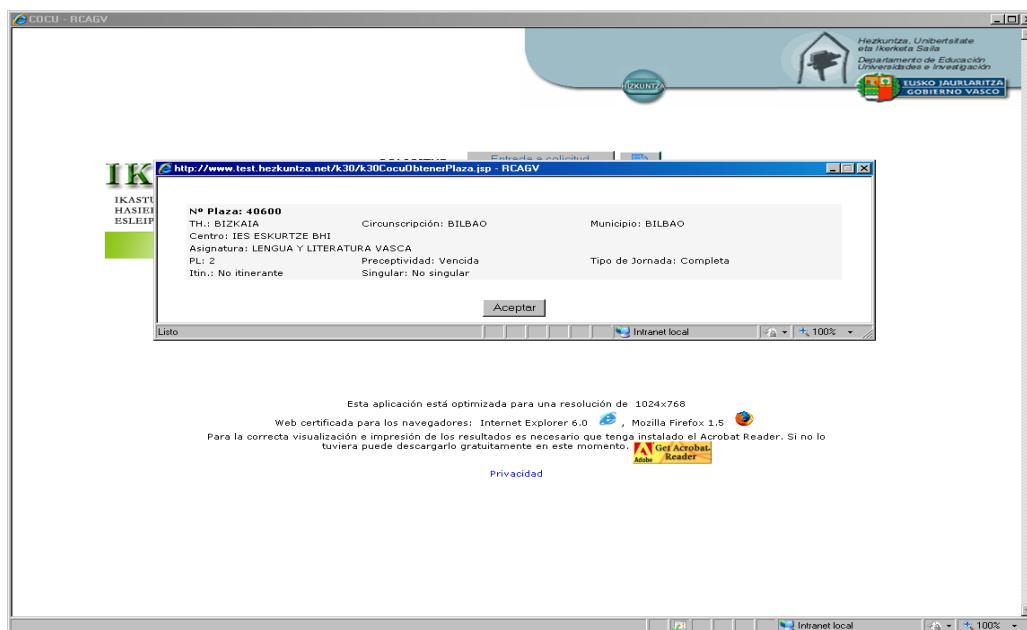 COCU - RCAGV
Hezkuntza, Unibertsitate
eta Ikerketa Saila
Departamento de Educación
Universidades e Investigación
HIZKUNTZA
EUSKO JAURLARITZA
GOBIERNO VASCO
Entrada a solicitud
IK
IKASTU
HASIEI
ESLEIP
http://www.test.hezkuntza.net/k30/k30CocuObtenerPlaza.jsp - RCAGV
Nº Plaza: 40600
TH.: BIZKAIA Circunscripción: BILBAO Municipio: BILBAO
Centro: IES ESKURTZE BHI
Asignatura: LENGUA Y LITERATURA VASCA
PL: 2 Preceptividad: Vencida Tipo de Jornada: Completa
Itin.: No itinerante Singular: No singular
Aceptar
Listo Intranet local 100%
Esta aplicación está optimizada para una resolución de 1024x768
Web certificada para los navegadores: Internet Explorer 6.0 , Mozilla Firefox 1.5
Para la correcta visualización e impresión de los resultados es necesario que tenga instalado el Acrobat Reader. Si no lo
tuviera puede descargarlo gratuitamente en este momento. Get Acrobat Reader Adobe
Privacidad
Intranet local 100%